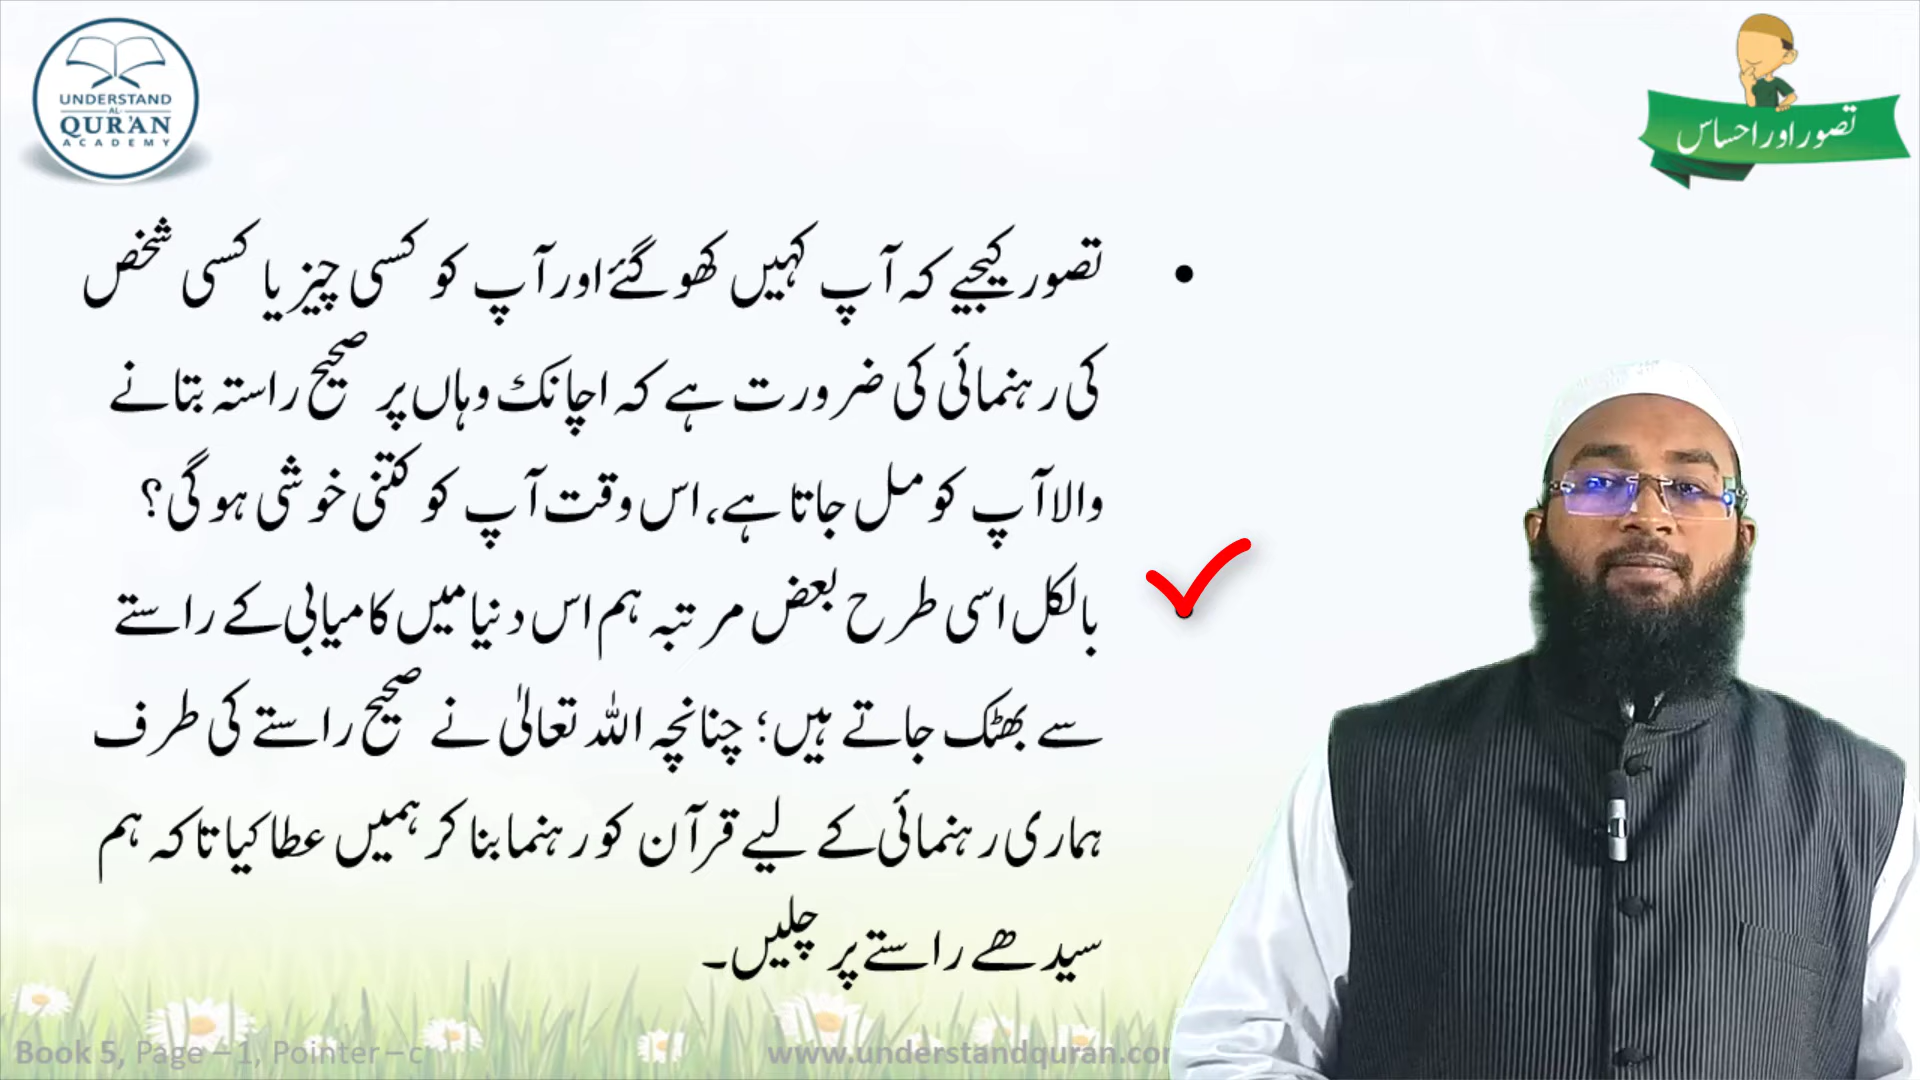 UNDERSTAND
AL-
QUR'AN
ACADEMY
تصور اور احساس
• تصور کیجیے کہ آپ کہیں کھو گئے اور آپ کو کسی چیز یا کسی شخص
کی رہنمائی کی ضرورت ہے کہ اچانک وہاں پر صحیح راستہ بتانے
والا آپ کو مل جاتا ہے، اس وقت آپ کو کتنی خوشی ہو گی؟
بالکل اسی طرح بعض مرتبہ ہم اس دنیا میں کامیابی کے راستے
سے بھٹک جاتے ہیں؛ چنانچہ اللہ تعالیٰ نے صحیح راستے کی طرف
ہماری رہنمائی کے لیے قرآن کو رہنما بنا کر ہمیں عطا کیا تاکہ ہم
سیدھے راستے پر چلیں۔
Book 5, Page – 1, Pointer – c
www.understandquran.com